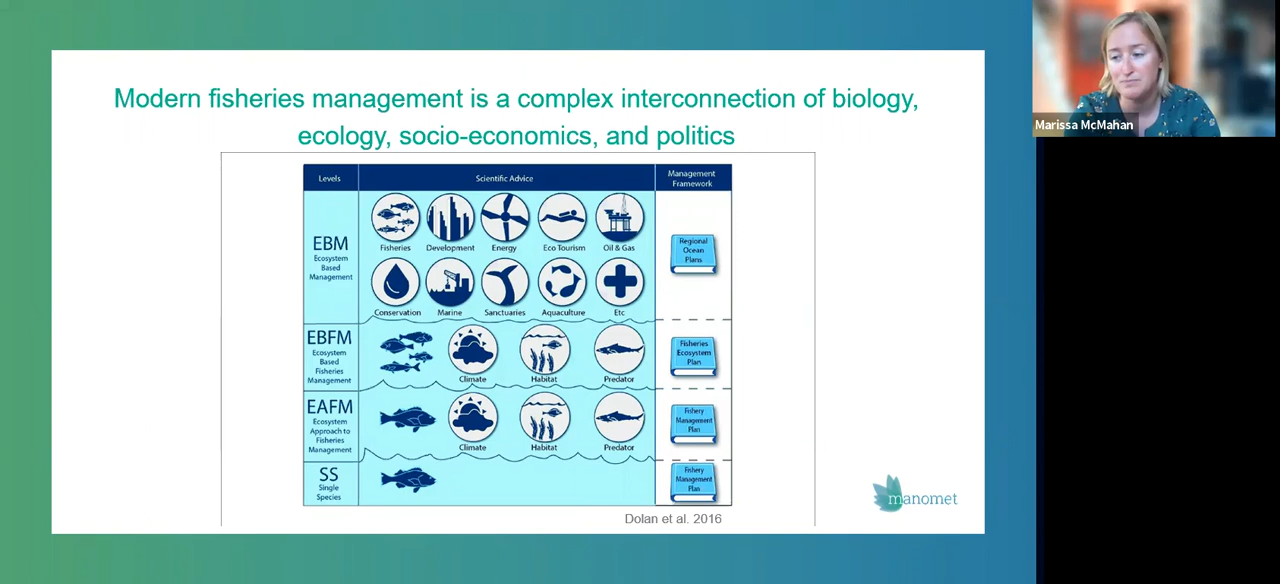 Modern fisheries management is a complex interconnection of biology,
ecology, socio-economics, and politics
Marissa McMahan
Levels
Scientific Advice
Management
Framework
EBM
Ecosystem
Based
Management
Fisheries
Development
Energy
Eco Tourism
Oil & Gas
Conservation
Marine
Sanctuaries
Aquaculture
Etc
Regional
Ocean
Plans
EBFM
Ecosystem
Based
Fisheries
Management
Climate
Habitat
Predator
Fisheries
Ecosystem
Plan
EAFM
Ecosystem
Approach to
Fisheries
Management
Climate
Habitat
Predator
Fishery
Management
Plan
SS
Single
Species
Fishery
Management
Plan
Dolan et al. 2016
manomet